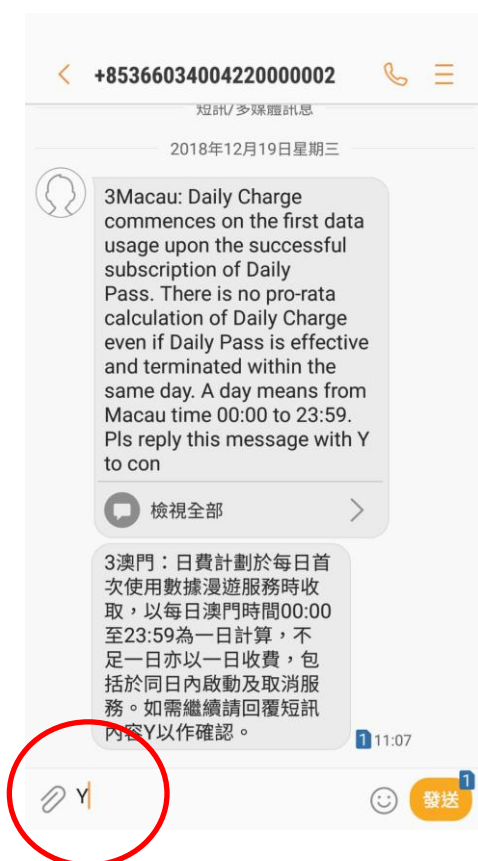 +85366034004220000002
短訊/多媒體訊息
2018年12月19日星期三
3Macau: Daily Charge
commences on the first data
usage upon the successful
subscription of Daily
Pass. There is no pro-rata
calculation of Daily Charge
even if Daily Pass is effective
and terminated within the
same day. A day means from
Macau time 00:00 to 23:59.
Pls reply this message with Y
to con
檢視全部
3澳門：日費計劃於每日首
次使用數據漫遊服務時收
取，以每日澳門時間00:00
至23:59為一日計算，不
足一日亦以一日收費，包
括於同日內啟動及取消服
務。如需繼續請回覆短訊
內容Y以作確認。
1 11:07
Y
1
發送